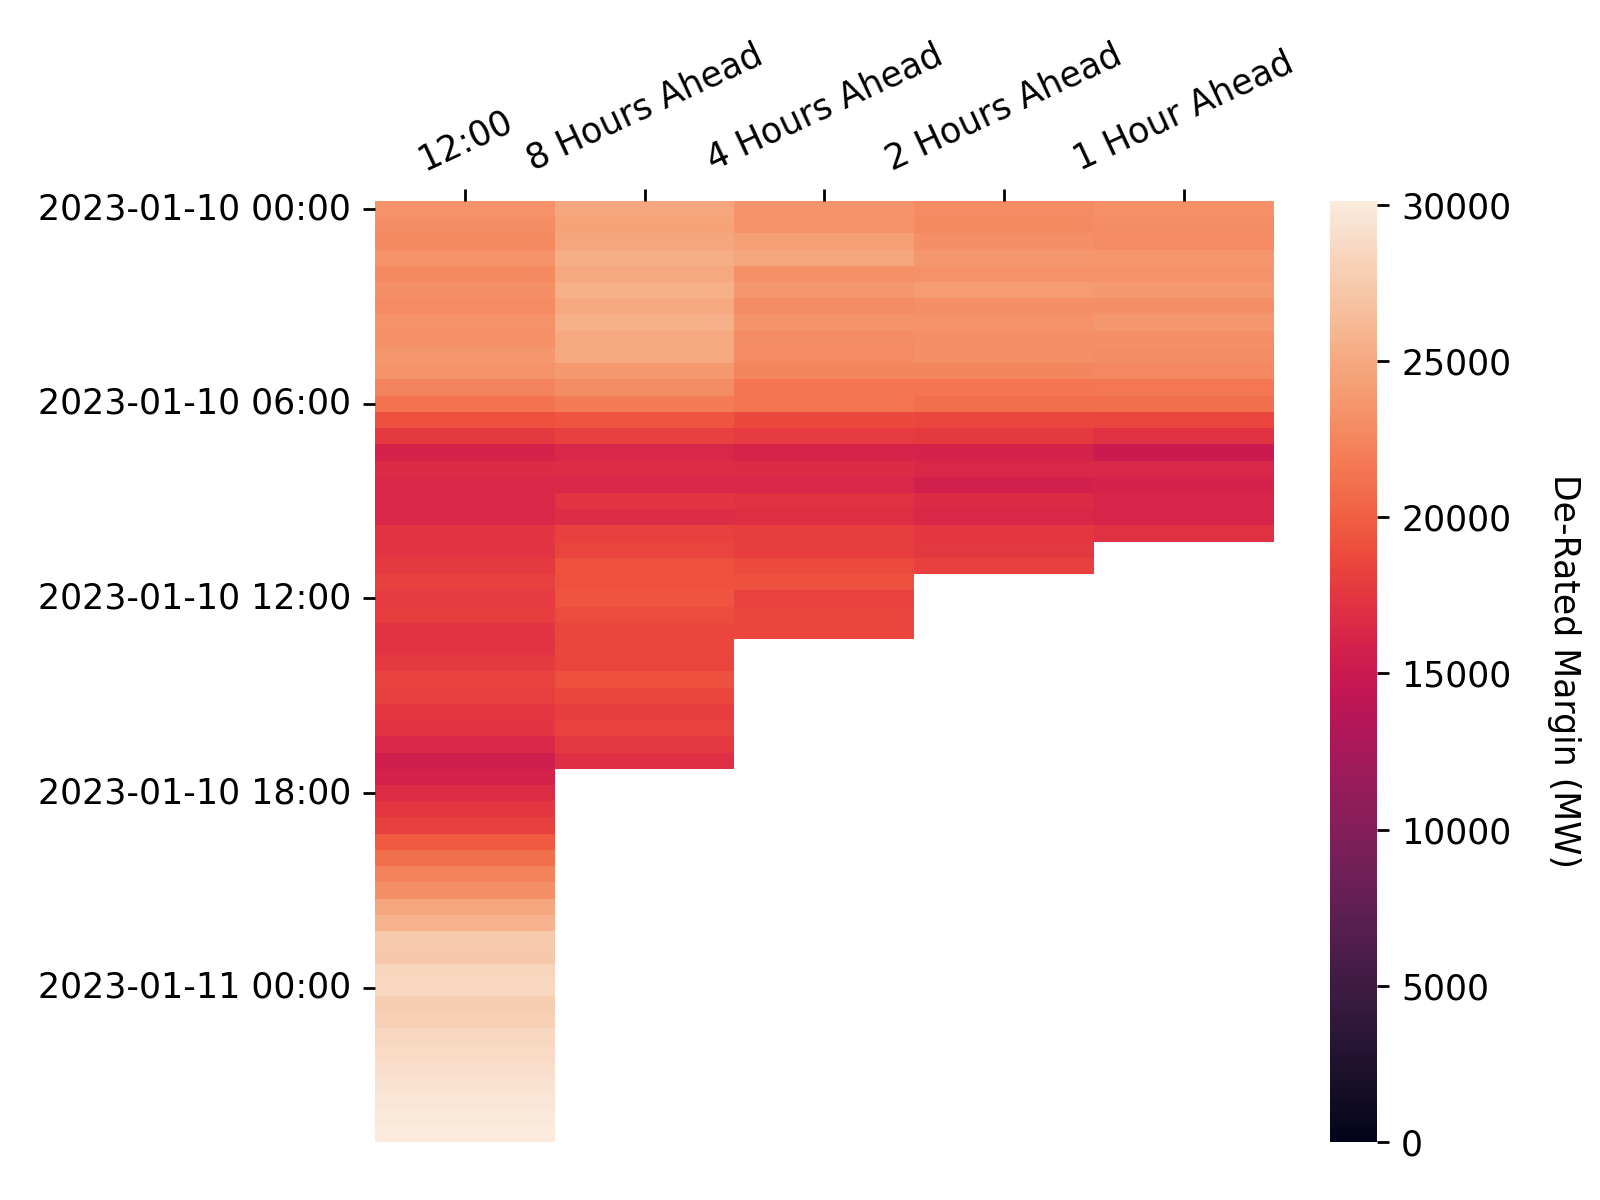 12:00
8 Hours Ahead
4 Hours Ahead
2 Hours Ahead
1 Hour Ahead
2023-01-10 00:00
2023-01-10 06:00
2023-01-10 12:00
2023-01-10 18:00
2023-01-11 00:00
30000
25000
20000
15000
10000
5000
0
De-Rated Margin (MW)